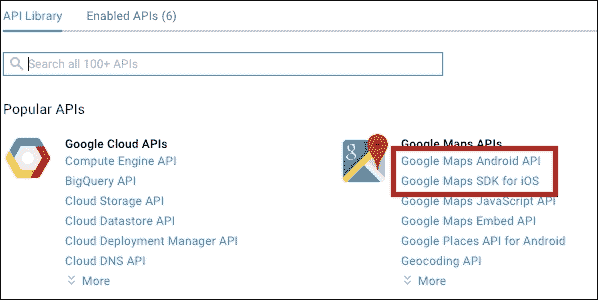 API Library Enabled APIs (6)
Search all 100+ APIs
Popular APIs
Google Cloud APIs
Compute Engine API
BigQuery API
Cloud Storage API
Cloud Datastore API
Cloud Deployment Manager API
Cloud DNS API
More
8
Google Maps APIs
Google Maps Android API
Google Maps SDK for iOS
Google Maps JavaScript API
Google Maps Embed API
Google Places API for Android
Geocoding API
More